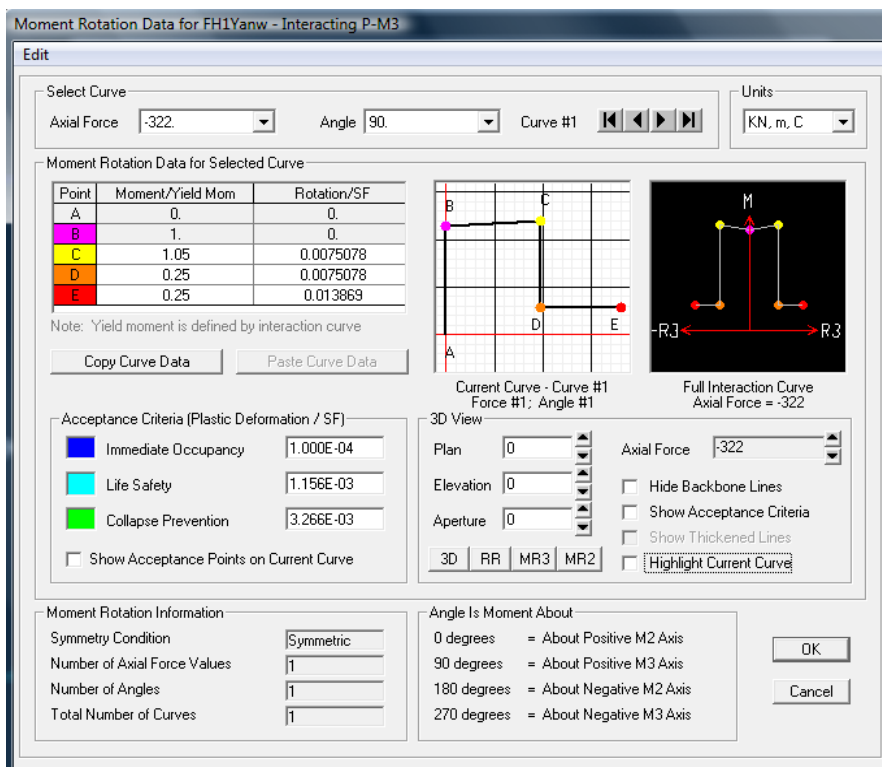 Moment Rotation Data for FH1Yanw - Interacting P-M3
Edit
Select Curve
Axial Force -322. Angle 90. Curve #1
Units
KN, m, C
Moment Rotation Data for Selected Curve
Point Moment/Yield Mom Rotation/SF
A 0. 0.
B 1. 0.
C 1.05 0.0075078
D 0.25 0.0075078
E 0.25 0.013869
Note: Yield moment is defined by interaction curve
Copy Curve Data Paste Curve Data
B C
D E
A
Current Curve - Curve #1
Force #1; Angle #1
M
-R3 R3
Full Interaction Curve
Axial Force = -322
Acceptance Criteria (Plastic Deformation / SF)
Immediate Occupancy 1.000E-04
Life Safety 1.156E-03
Collapse Prevention 3.266E-03
Show Acceptance Points on Current Curve
3D View
Plan 0
Elevation 0
Aperture 0
3D RR MR3 MR2
Axial Force -322
Hide Backbone Lines
Show Acceptance Criteria
Show Thickened Lines
Highlight Current Curve
Moment Rotation Information
Symmetry Condition Symmetric
Number of Axial Force Values 1
Number of Angles 1
Total Number of Curves 1
Angle Is Moment About
0 degrees = About Positive M2 Axis
90 degrees = About Positive M3 Axis
180 degrees = About Negative M2 Axis
270 degrees = About Negative M3 Axis
OK
Cancel